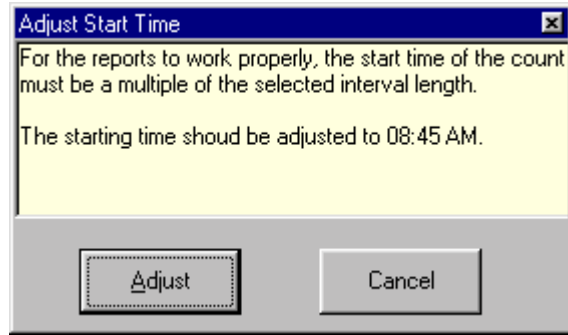 Adjust Start Time
For the reports to work properly, the start time of the count
must be a multiple of the selected interval length.
The starting time shoud be adjusted to 08:45 AM.
Adjust
Cancel